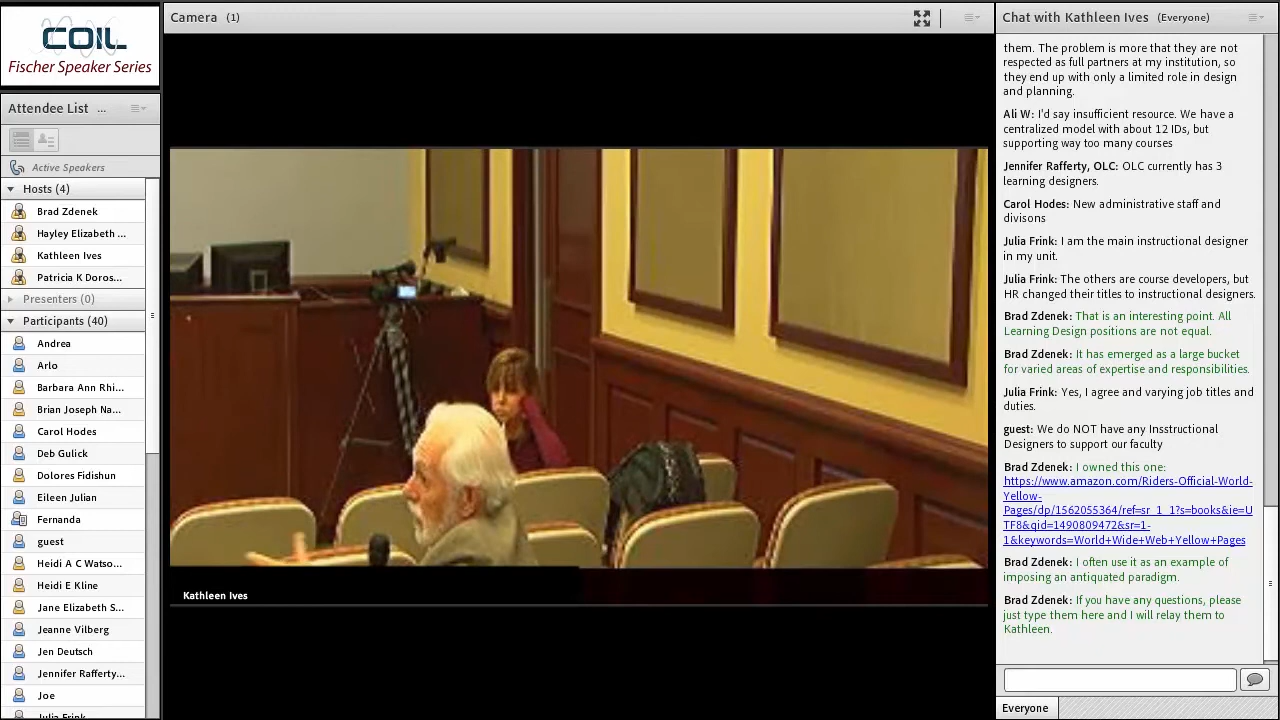 COIL
Fischer Speaker Series
Attendee List ...
Active Speakers
Hosts (4)
Brad Zdenek
Hayley Elizabeth ...
Kathleen Ives
Patricia K Doros...
Presenters (0)
Participants (40)
Andrea
Arlo
Barbara Ann Rhi...
Brian Joseph Na...
Carol Hodes
Deb Gulick
Dolores Fidishun
Eileen Julian
Fernanda
guest
Heidi A C Watso...
Heidi E Kline
Jane Elizabeth S...
Jeanne Vilberg
Jen Deutsch
Jennifer Rafferty...
Joe
Julia Frink
Camera (1)
Kathleen Ives
Chat with Kathleen Ives (Everyone)
them. The problem is more that they are not
respected as full partners at my institution, so
they end up with only a limited role in design
and planning.
Ali W: I'd say insufficient resource. We have a
centralized model with about 25
supporting way too many courses
Jennifer Rafferty, OLC: OLC currently has 3
learning designers.
Carol Hodes: New administrative staff and
divisons
Julia Frink: I am the main instructional designer
in my unit.
Julia Frink: The others are course developers, but
HR changed their titles to instructional designers.
Brad Zdenek: That is an interesting point. All
Learning Design positions are not equal.
Brad Zdenek: It has emerged as a large bucket
for varied areas of expertise and responsibilities.
Julia Frink: Yes, I agree and varying job titles and
duties.
guest: We do NOT have any Insstructional
Designers to support our faculty
Brad Zdenek: I owned this one:
https://www.amazon.com/Riders-Official-World-
Yellow-
Pages/dp/1562055364/ref=sr_1_1?s=books&ie=U
TF8&qid=1490809472&sr=1-
1&keywords=World+Wide+Web+Yellow+Pages
Brad Zdenek: I often use it as an example of
imposing an antiquated paradigm.
Brad Zdenek: If you have any questions, please
just type them here and I will relay them to
Kathleen.
Everyone